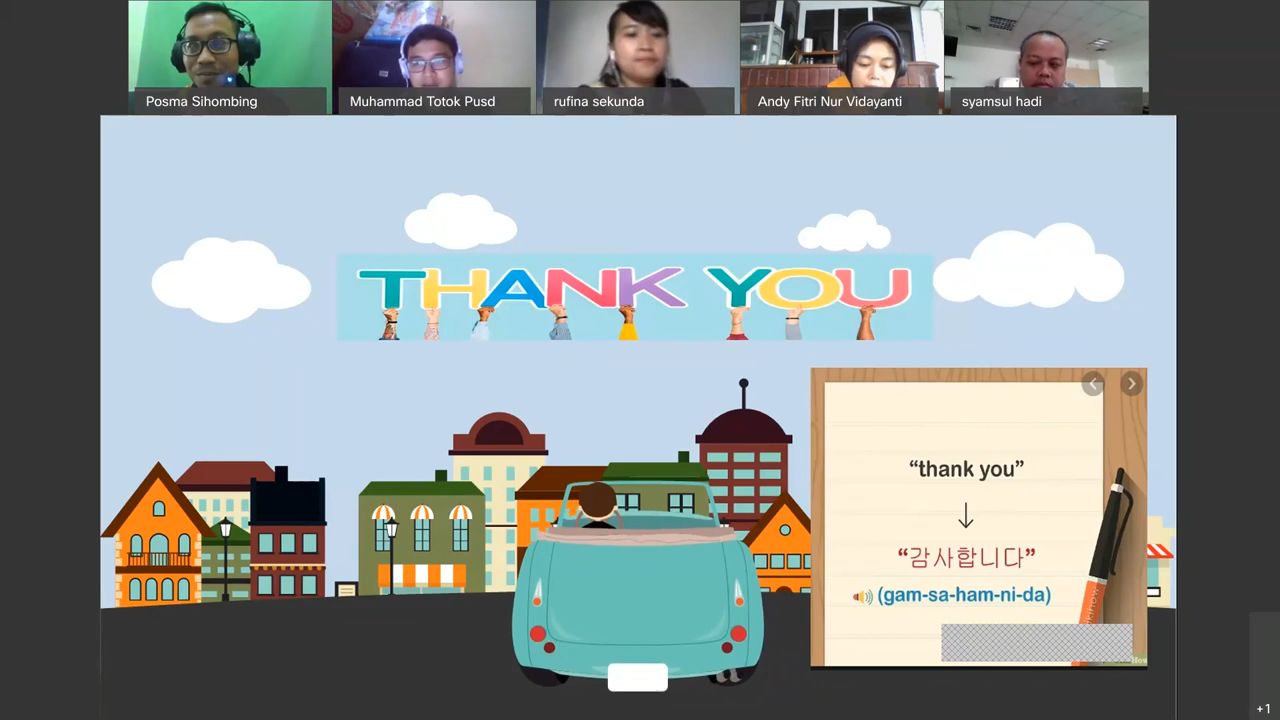 Posma Sihombing
Muhammad Totok Pusd
rufina sekunda
Andy Fitri Nur Vidayanti
syamsul hadi
THANK YOU
“thank you”
“감사합니다”
(gam-sa-ham-ni-da)
+1